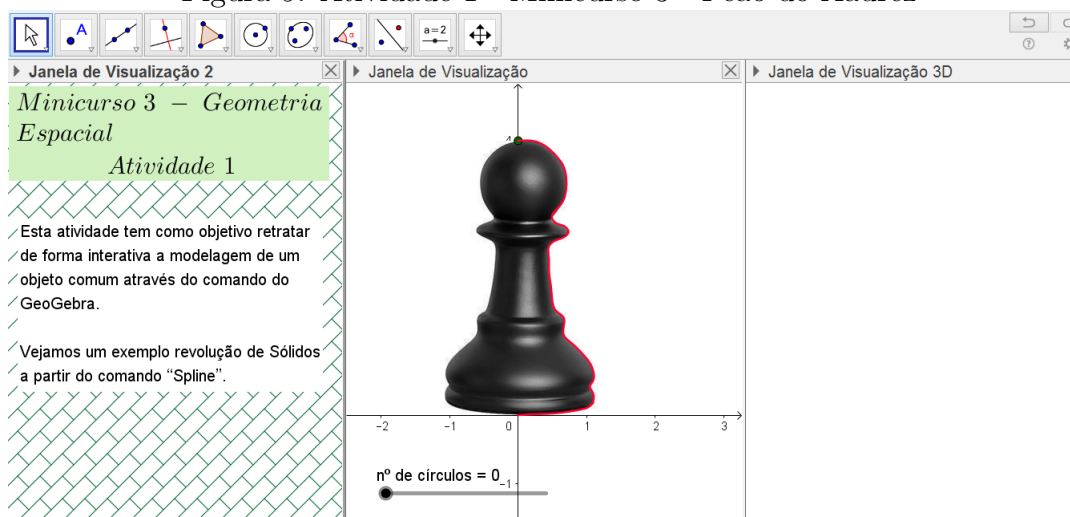 a=2
Janela de Visualização 2
Janela de Visualização
Janela de Visualização 3D
Minicurso 3 − Geometria
Espacial
Atividade 1
Esta atividade tem como objetivo retratar
de forma interativa a modelagem de um
objeto comum através do comando do
GeoGebra.
Vejamos um exemplo revolução de Sólidos
a partir do comando “Spline”.
4
−2 −1 0 1 2 3
nº de círculos = 0
−1